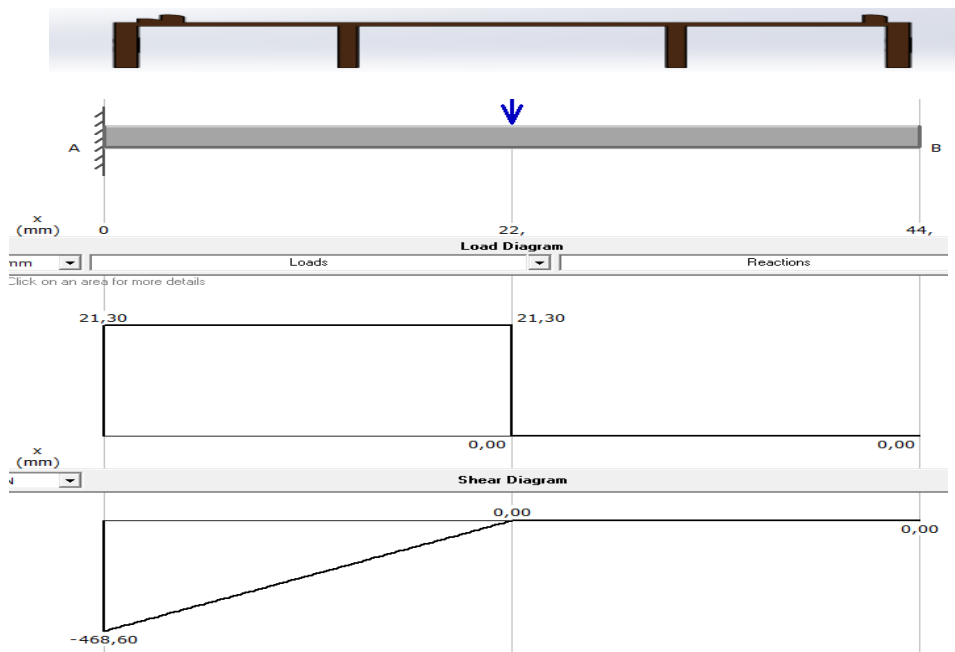 A B
x
(mm) 0 22, 44,
Load Diagram
mm Loads Reactions
Click on an area for more details
21,30 21,30
0,00 0,00
x
(mm)
Shear Diagram
0,00
0,00
-468,60